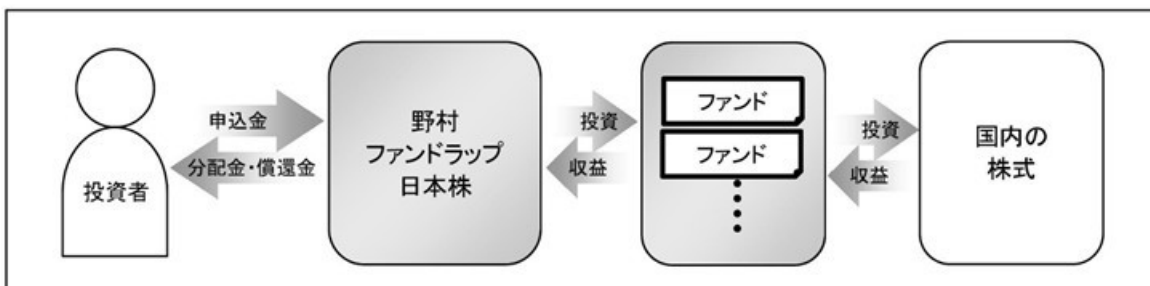 投資者
申込金
分配金・償還金
野村
ファンドラップ
日本株
投資
収益
ファンド
ファンド
投資
収益
国内の
株式